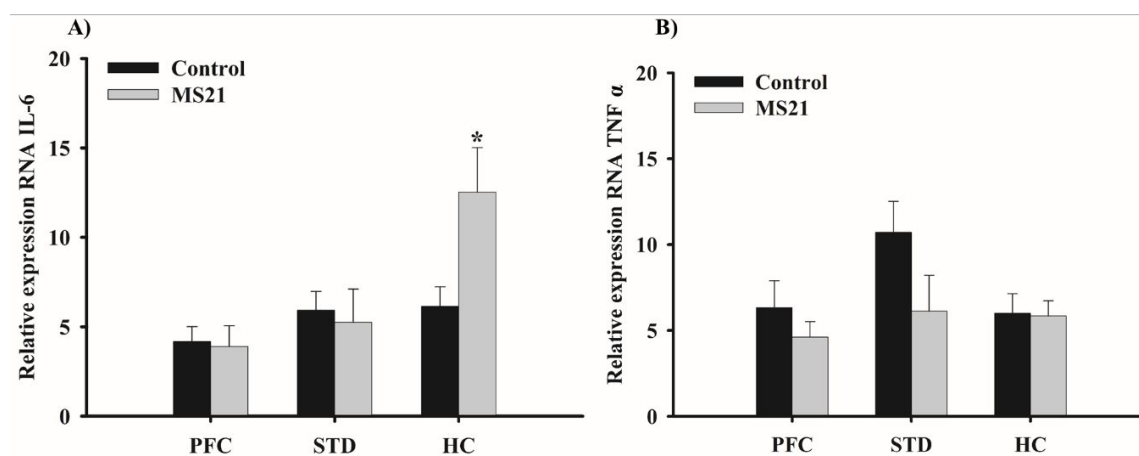 A)
Relative expression RNA IL-6
20
15
10
5
0
Control
MS21
*
PFC STD HC
B)
Relative expression RNA TNF α
20
15
10
5
0
Control
MS21
PFC STD HC